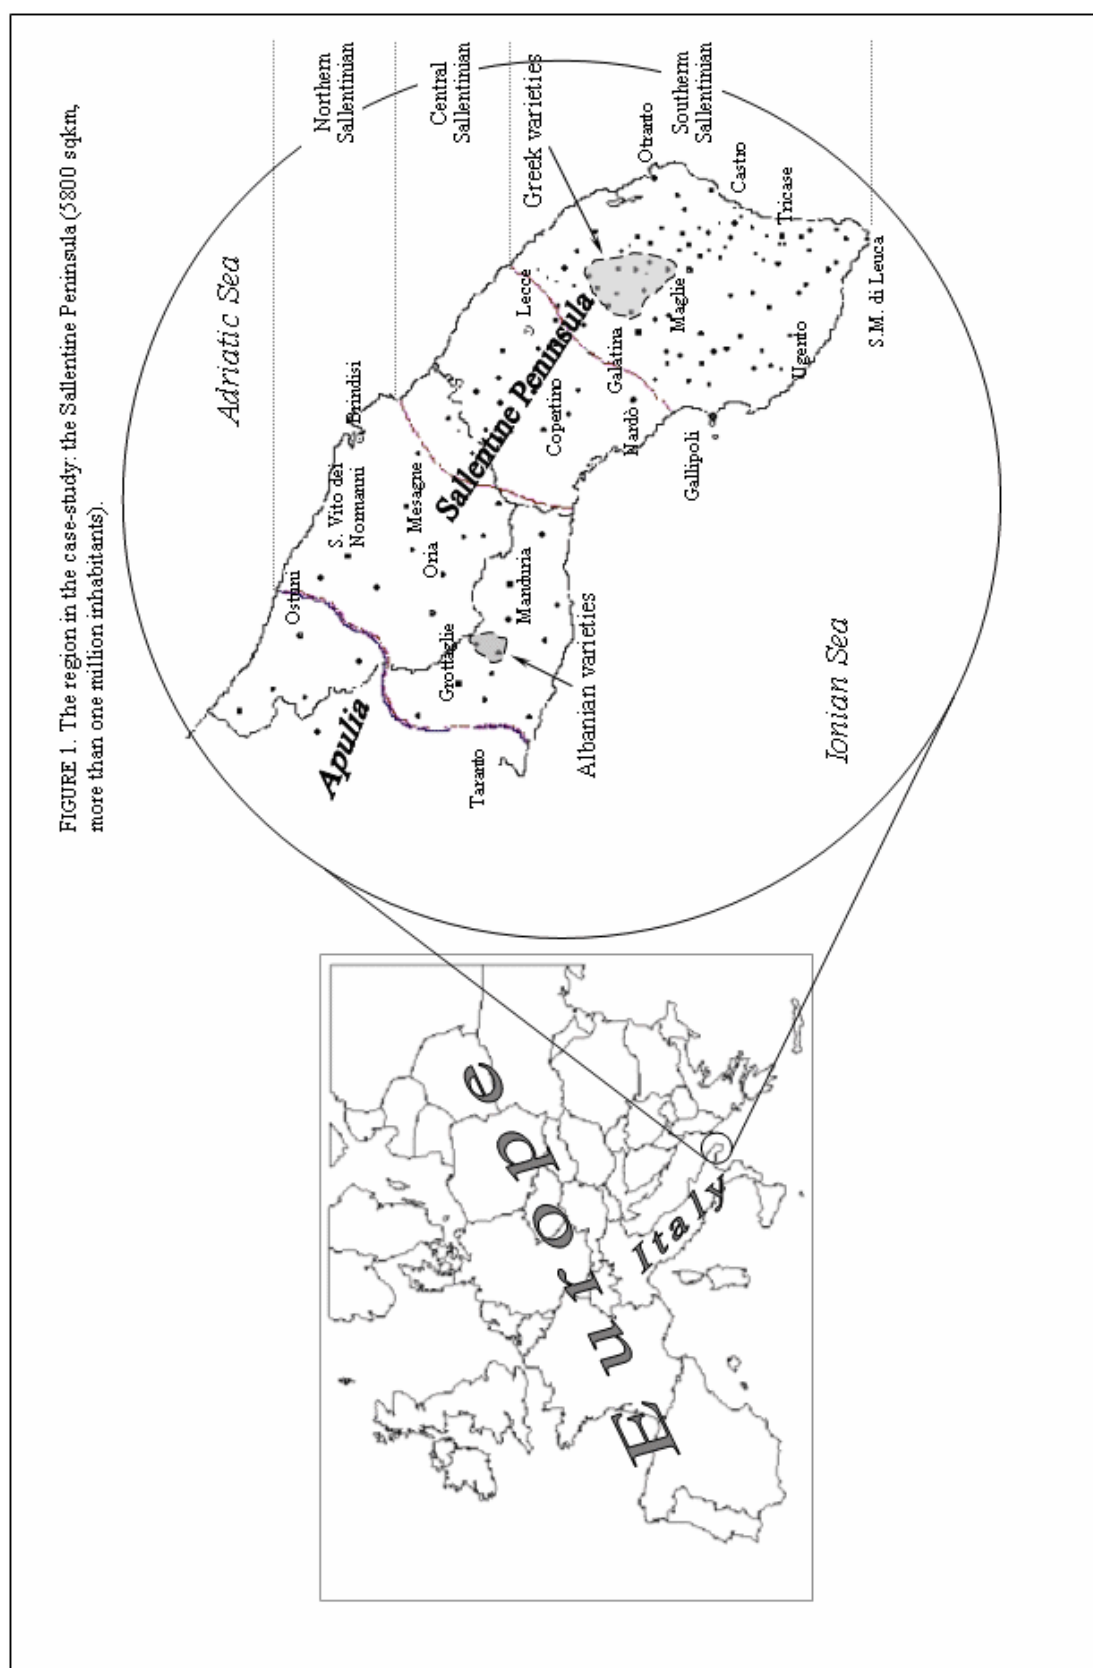 FIGURE 1. The region in the case-study: the Sallentine Peninsula (5800 sqkm,
more than one million inhabitants).
Adriatic Sea
Northern
Sallentinian
Central
Sallentinian
Greek varieties
Southerm
Sallentinian
Apulia
Ostuni
S. Vito dei
Normanni
Brindisi
Grottaglie
Oria
Mesagne
Sallentine Peninsula
Lecce
Otranto
Taranto
Manduria
Copertino
Galatina
Maglie
Castro
Albanian varieties
Nardò
Tricase
Gallipoli
Ugento
S.M. di Leuca
Ionian Sea
Europe
Italy